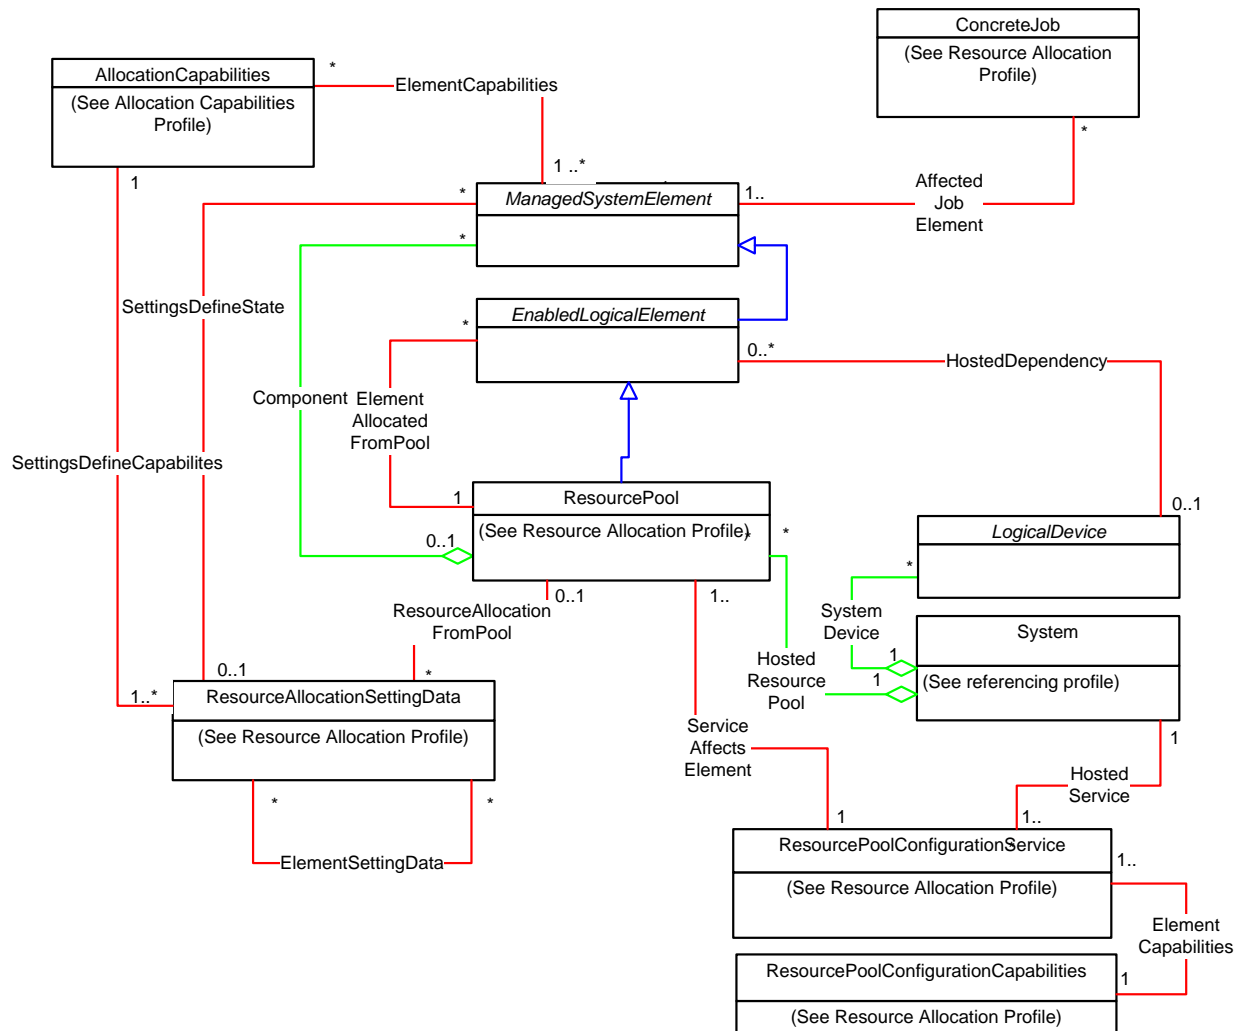 ConcreteJob
(See Resource Allocation
Profile)
*
AllocationCapabilities
(See Allocation Capabilities
Profile)
*
ElementCapabilities
1
1 ..*
Affected
Job
Element
1..
*
ManagedSystemElement
*
SettingsDefineState
EnabledLogicalElement
*
0..*
HostedDependency
Component
Element
Allocated
FromPool
SettingsDefineCapabilites
1
ResourcePool
(See Resource Allocation Profile)
*
*
0..1
0..1
LogicalDevice
*
ResourceAllocation
FromPool
0..1
1..
System
Device
System
(See referencing profile)
1
1
Hosted
Resource
Pool
0..1
*
1..*
ResourceAllocationSettingData
(See Resource Allocation Profile)
Service
Affects
Element
1
Hosted
Service
*
*
ElementSettingData
1
1..
ResourcePoolConfigurationService
*
(See Resource Allocation Profile)
1..
Element
Capabilities
ResourcePoolConfigurationCapabilities
1
(See Resource Allocation Profile)